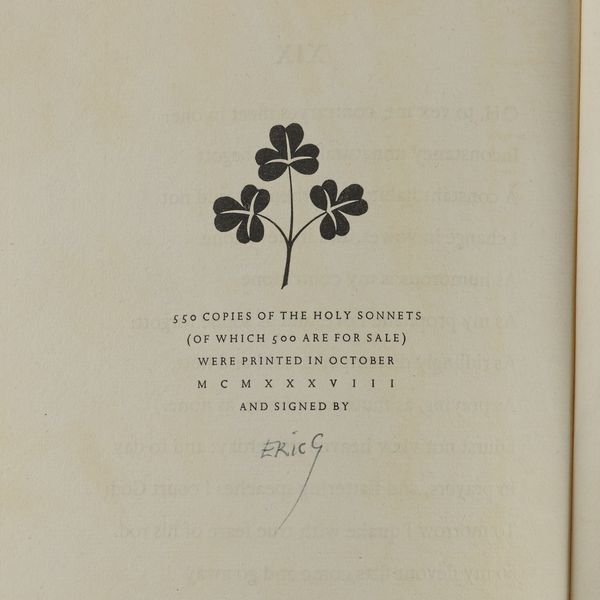 550 COPIES OF THE HOLY SONNETS
(OF WHICH 500 ARE FOR SALE)
WERE PRINTED IN OCTOBER
M C M X X X V I I I
AND SIGNED BY
ERIC G